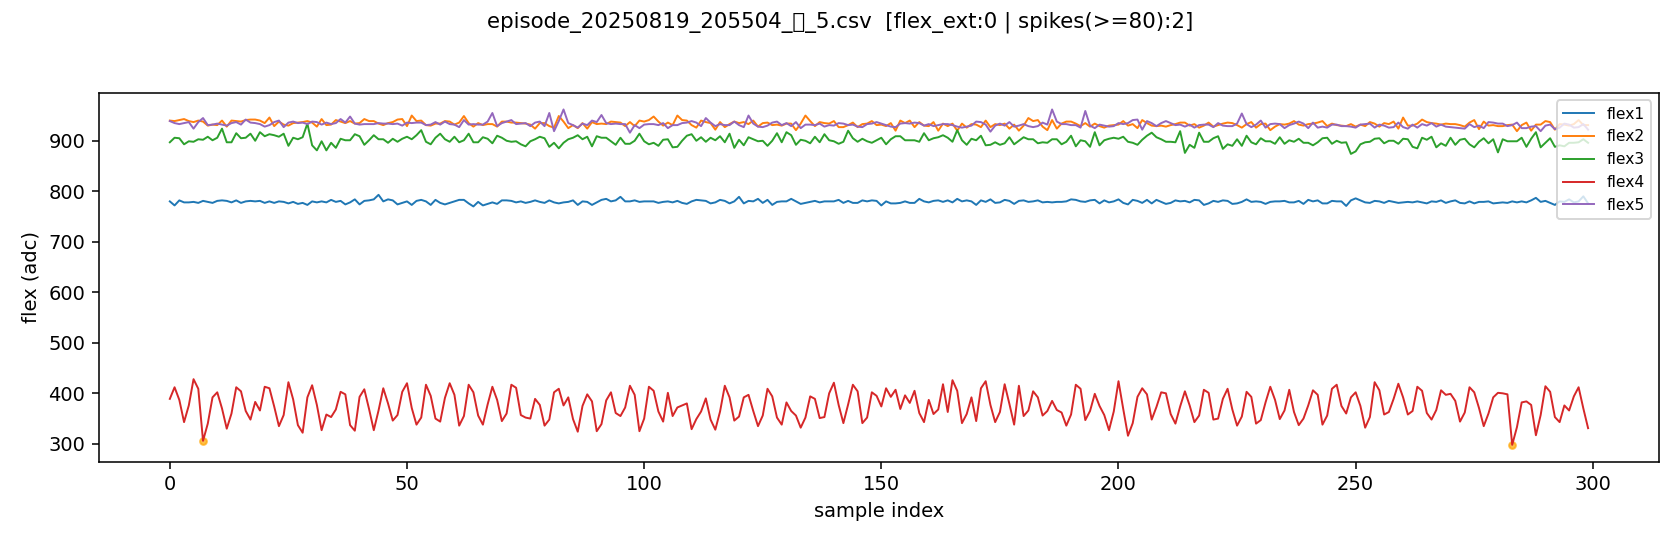 episode_20250819_205504_▯_5.csv [flex_ext:0 | spikes(>=80):2]
flex (adc)
900
800
700
600
500
400
300
0
50
100
150
200
250
300
sample index
flex1
flex2
flex3
flex4
flex5